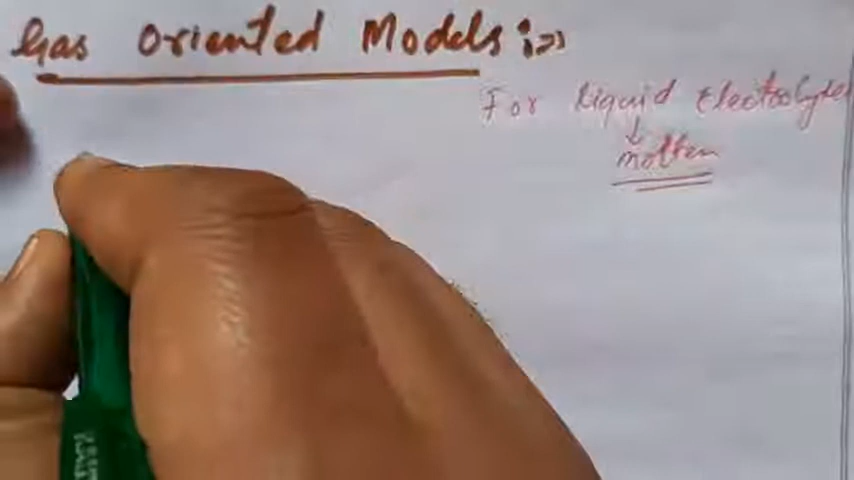 Gas Oriented Models :=>
For Liquid Electrolytes
↓
molten